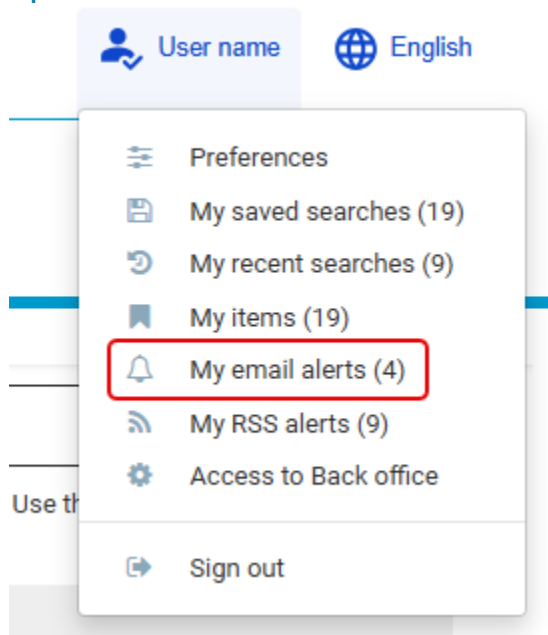 User name English
Preferences
My saved searches (19)
My recent searches (9)
My items (19)
My email alerts (4)
My RSS alerts (9)
Access to Back office
Use th
Sign out